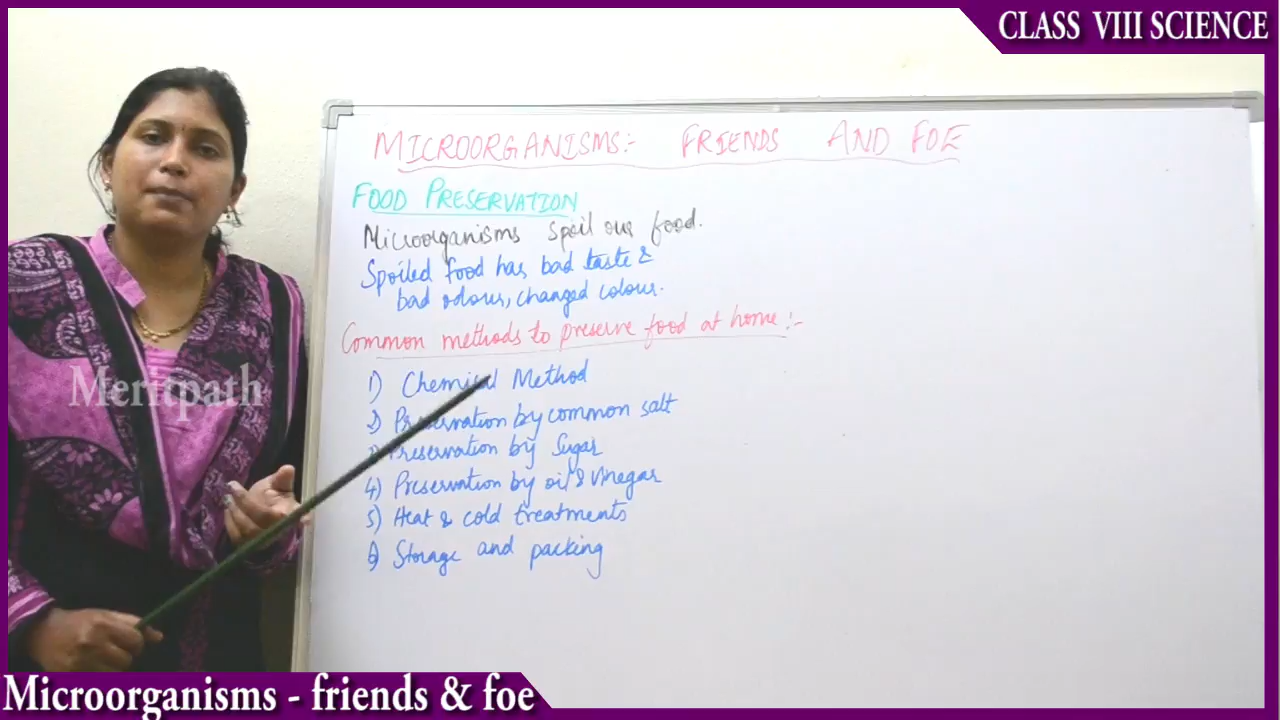 CLASS VIII SCIENCE
MICROORGANISMS:- FRIENDS AND FOE
FOOD PRESERVATION
Microorganisms spoil our food.
Spoiled food has bad taste &
bad odour, changed colour.
Common methods to preserve food at home:-
1) Chemical Method
2) Preservation by common salt
3) Preservation by Sugar
4) Preservation by oil & Vinegar
5) Heat & cold treatments
6) Storage and packing
Meritpath
Microorganisms - friends & foe